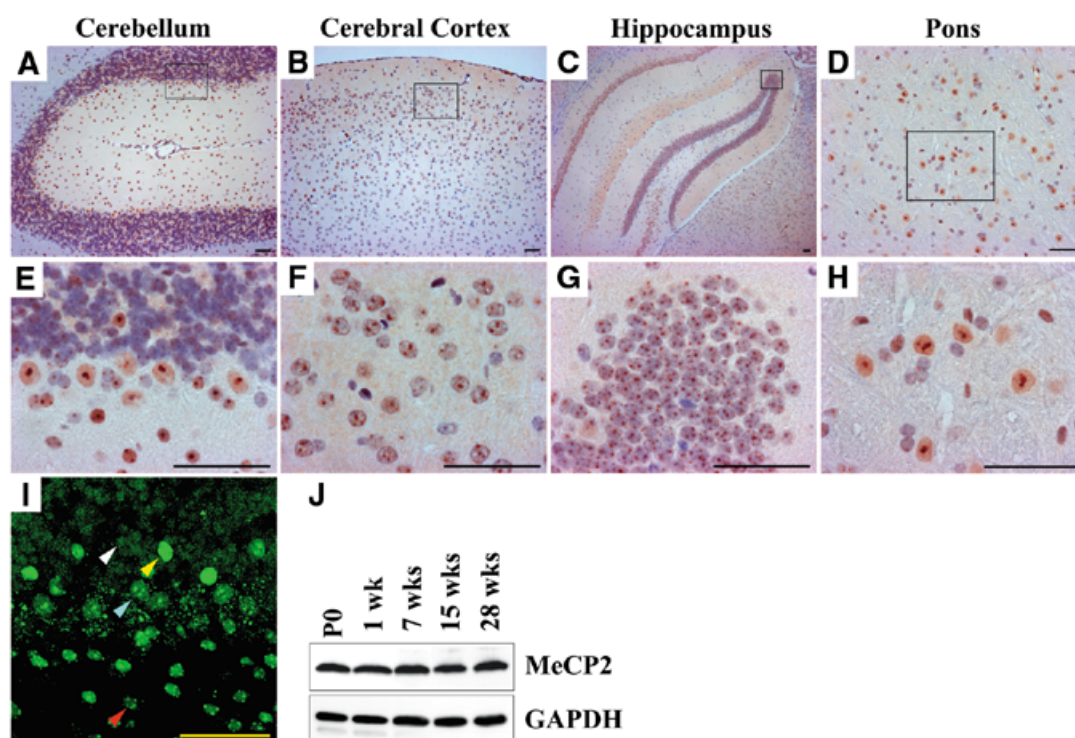 Cerebellum Cerebral Cortex Hippocampus Pons
A B C D
E F G H
I J
P0 1 wk 7 wks 15 wks 28 wks
MeCP2
GAPDH